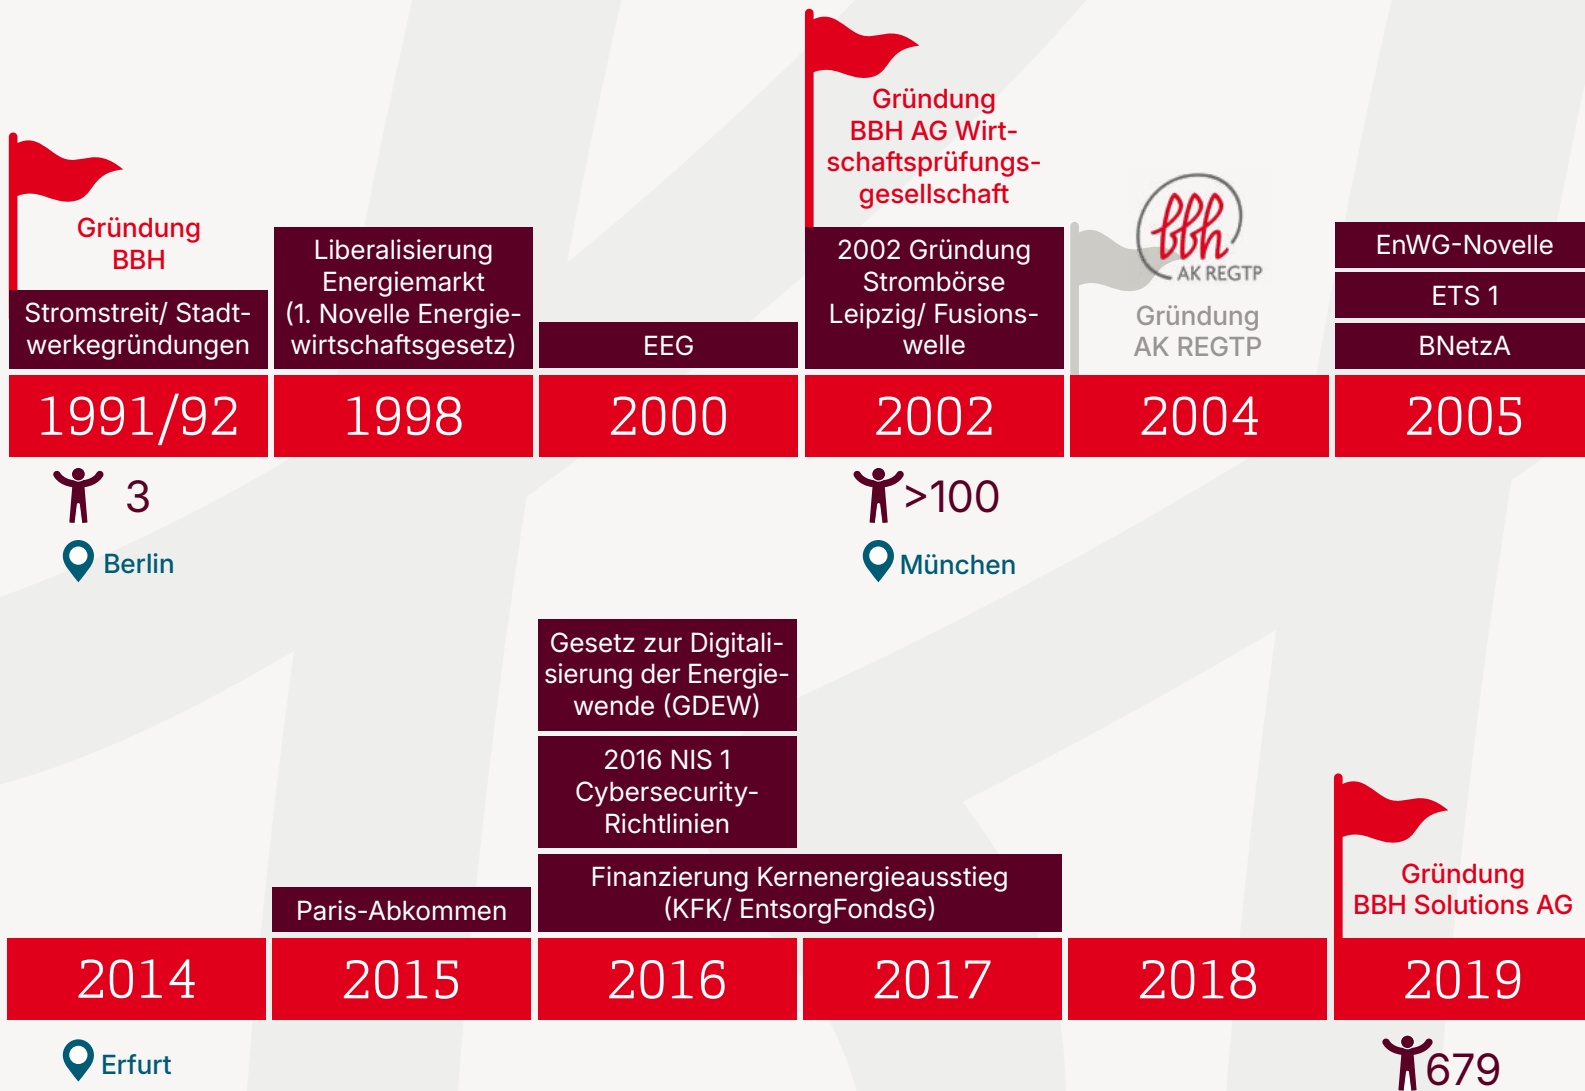 Gründung
BBH
Stromstreit/ Stadt-
werkegründungen
1991/92
3
Berlin
Liberalisierung
Energiemarkt
(1. Novelle Energie-
wirtschaftsgesetz)
1998
EEG
2000
Gründung
BBH AG Wirt-
schaftsprüfungs-
gesellschaft
2002 Gründung
Strombörse
Leipzig/ Fusions-
welle
2002
>100
München
bbh
AK REGTP
Gründung
AK REGTP
2004
EnWG-Novelle
ETS 1
BNetzA
2005
2014
Erfurt
Paris-Abkommen
2015
Gesetz zur Digitali-
sierung der Energie-
wende (GDEW)
2016 NIS 1
Cybersecurity-
Richtlinien
Finanzierung Kernenergieausstieg
(KFK/ EntsorgFondsG)
2016
2017
2018
Gründung
BBH Solutions AG
2019
679